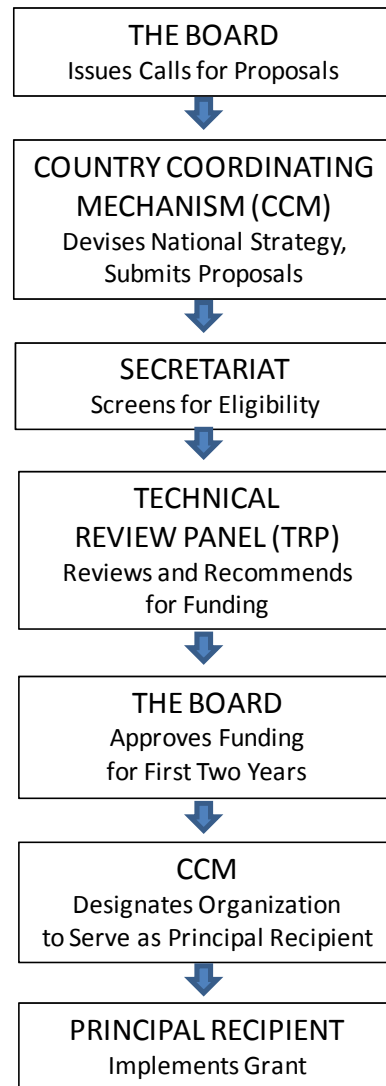 THE BOARD
Issues Calls for Proposals
COUNTRY COORDINATING
MECHANISM (CCM)
Devises National Strategy,
Submits Proposals
SECRETARIAT
Screens for Eligibility
TECHNICAL
REVIEW PANEL (TRP)
Reviews and Recommends
for Funding
THE BOARD
Approves Funding
for First Two Years
CCM
Designates Organization
to Serve as Principal Recipient
PRINCIPAL RECIPIENT
Implements Grant